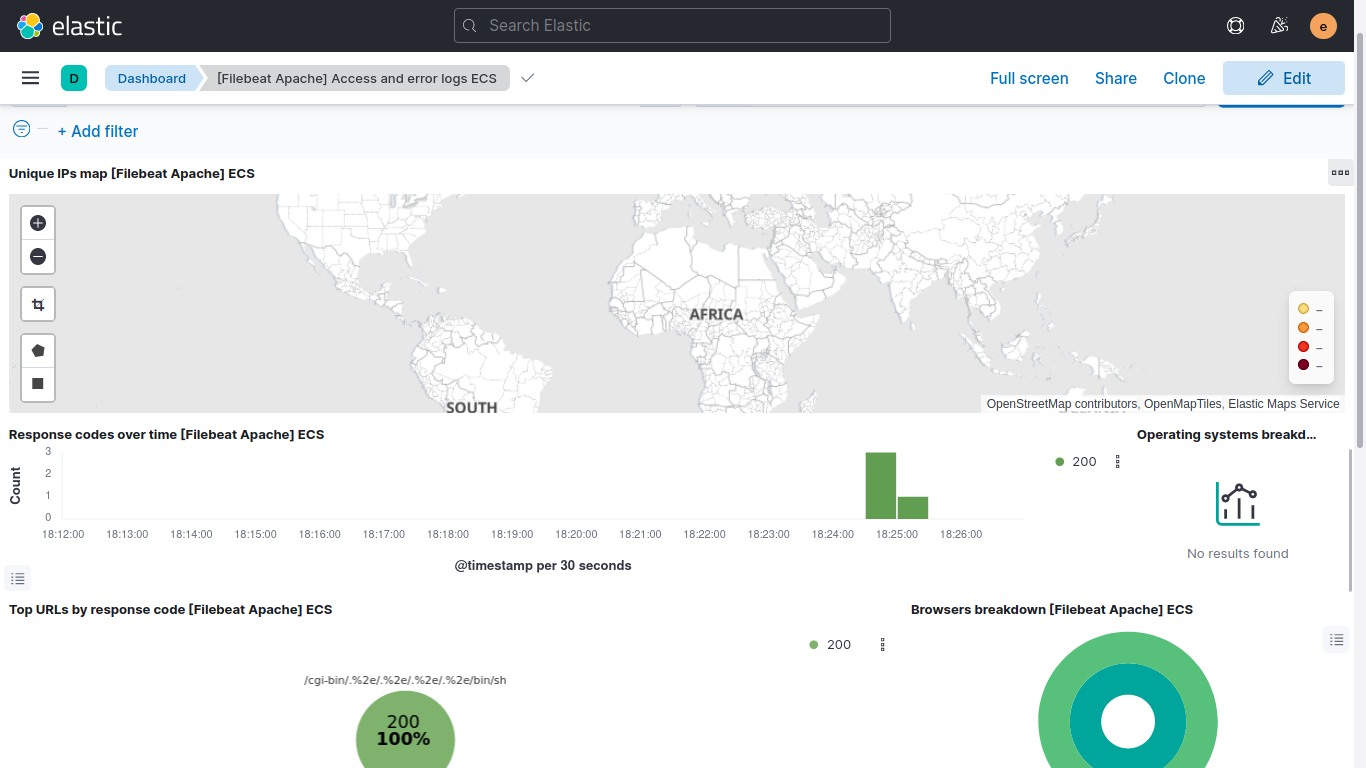 elastic
Search Elastic
e
D
Dashboard
[Filebeat Apache] Access and error logs ECS
Full screen
Share
Clone
Edit
+ Add filter
Unique IPs map [Filebeat Apache] ECS
AFRICA
SOUTH
–
–
–
–
OpenStreetMap contributors, OpenMapTiles, Elastic Maps Service
Response codes over time [Filebeat Apache] ECS
Count
3
2
1
0
18:12:00 18:13:00 18:14:00 18:15:00 18:16:00 18:17:00 18:18:00 18:19:00 18:20:00 18:21:00 18:22:00 18:23:00 18:24:00 18:25:00 18:26:00
@timestamp per 30 seconds
200
Operating systems breakd...
No results found
Top URLs by response code [Filebeat Apache] ECS
200
/cgi-bin/.%2e/.%2e/.%2e/.%2e/bin/sh
200
100%
Browsers breakdown [Filebeat Apache] ECS